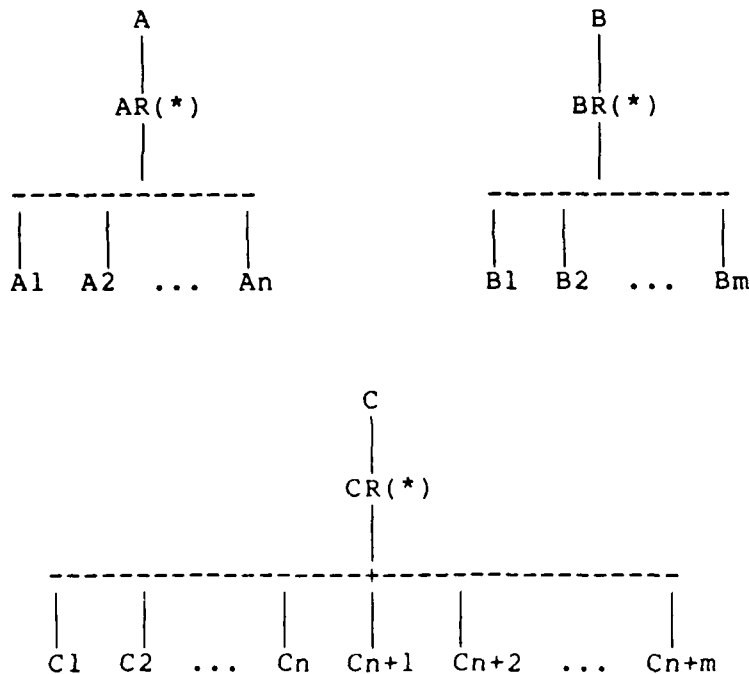 A B
AR(*) BR(*)
A1 A2 ... An B1 B2 ... Bm
C
CR(*)
C1 C2 ... Cn Cn+1 Cn+2 ... Cn+m